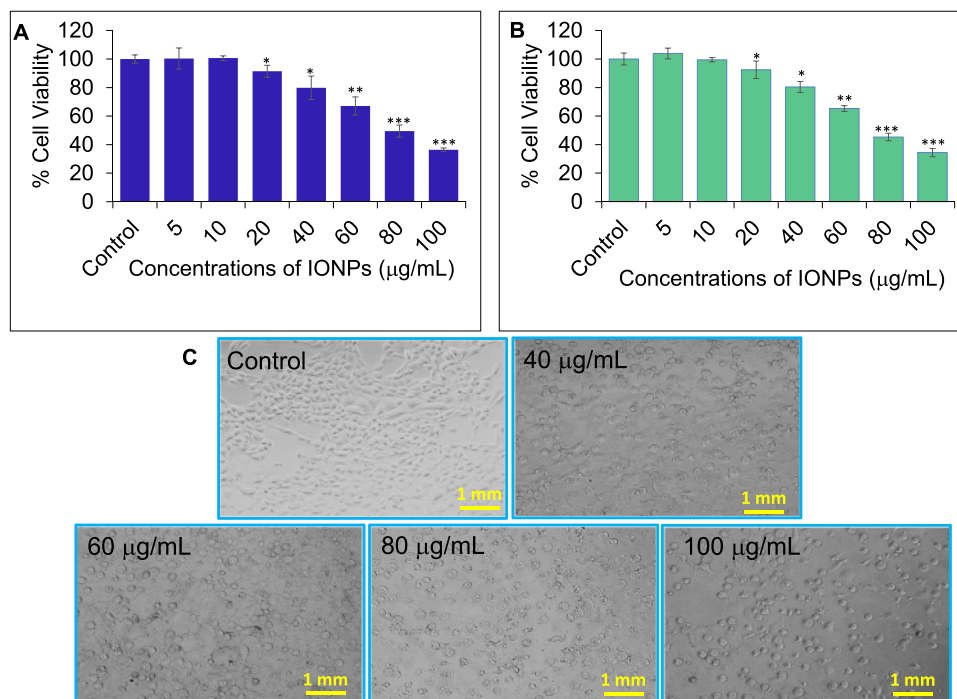 A
% Cell Viability
120
100
80
60
40
20
0
* * ** *** ***
Control 5 10 20 40 60 80 100
Concentrations of IONPs (μg/mL)
B
% Cell Viability
120
100
80
60
40
20
0
* * ** *** ***
Control 5 10 20 40 60 80 100
Concentrations of IONPs (μg/mL)
C
Control
1 mm
40 μg/mL
1 mm
60 μg/mL
1 mm
80 μg/mL
1 mm
100 μg/mL
1 mm